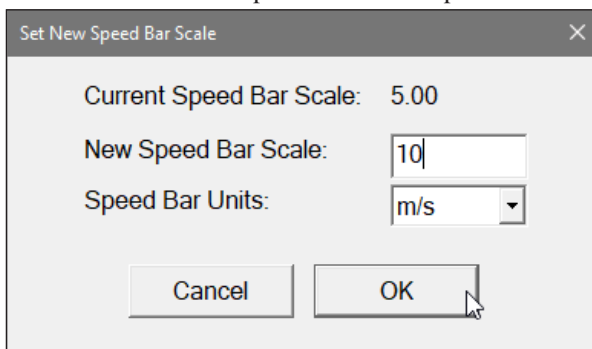 Set New Speed Bar Scale
Current Speed Bar Scale: 5.00
New Speed Bar Scale: 10
Speed Bar Units: m/s
Cancel OK